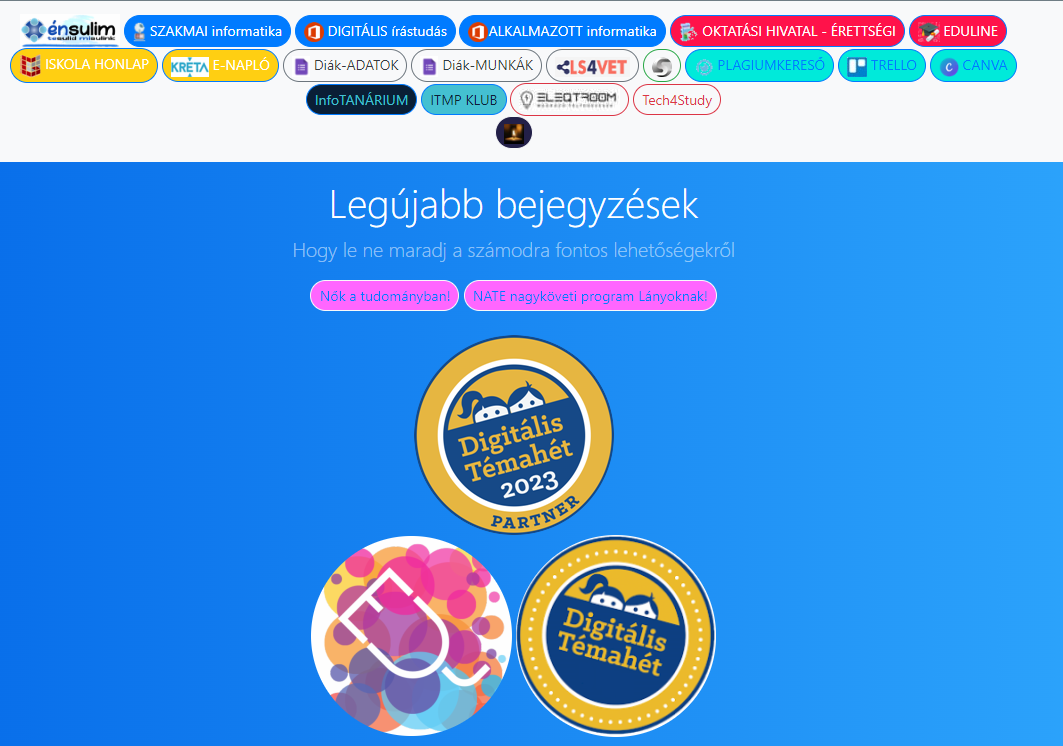 énsulim
tesulid misulink
SZAKMAI informatika
DIGITÁLIS írástudás
ALKALMAZOTT informatika
OKTATÁSI HIVATAL - ÉRETTSÉGI
EDULINE
ISKOLA HONLAP
KRÉTA E-NAPLÓ
Diák-ADATOK
Diák-MUNKÁK
LS4VET
PLAGIUMKERESŐ
TRELLO
CANVA
InfoTANÁRIUM
ITMP KLUB
ELEQTROOM
Tech4Study
Legújabb bejegyzések
Hogy le ne maradj a számodra fontos lehetőségekről
Nők a tudományban!
NATE nagyköveti program Lányoknak!
Digitális
Témahét
2023
PARTNER
Digitális
Témahét